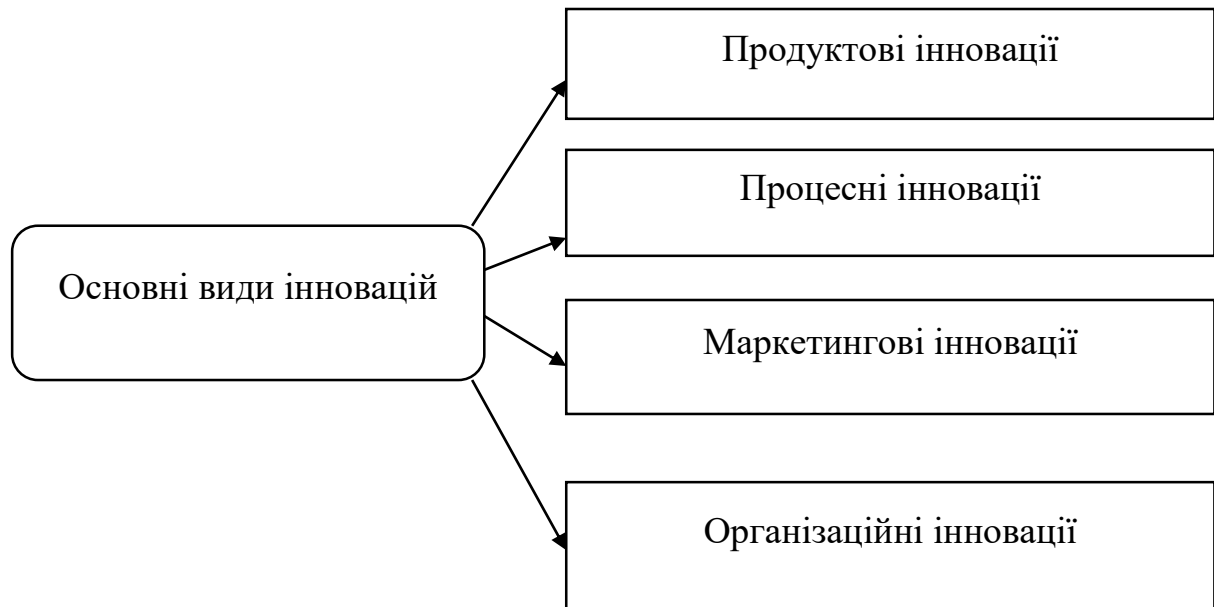 Продуктові інновації
Процесні інновації
Основні види інновацій
Маркетингові інновації
Організаційні інновації